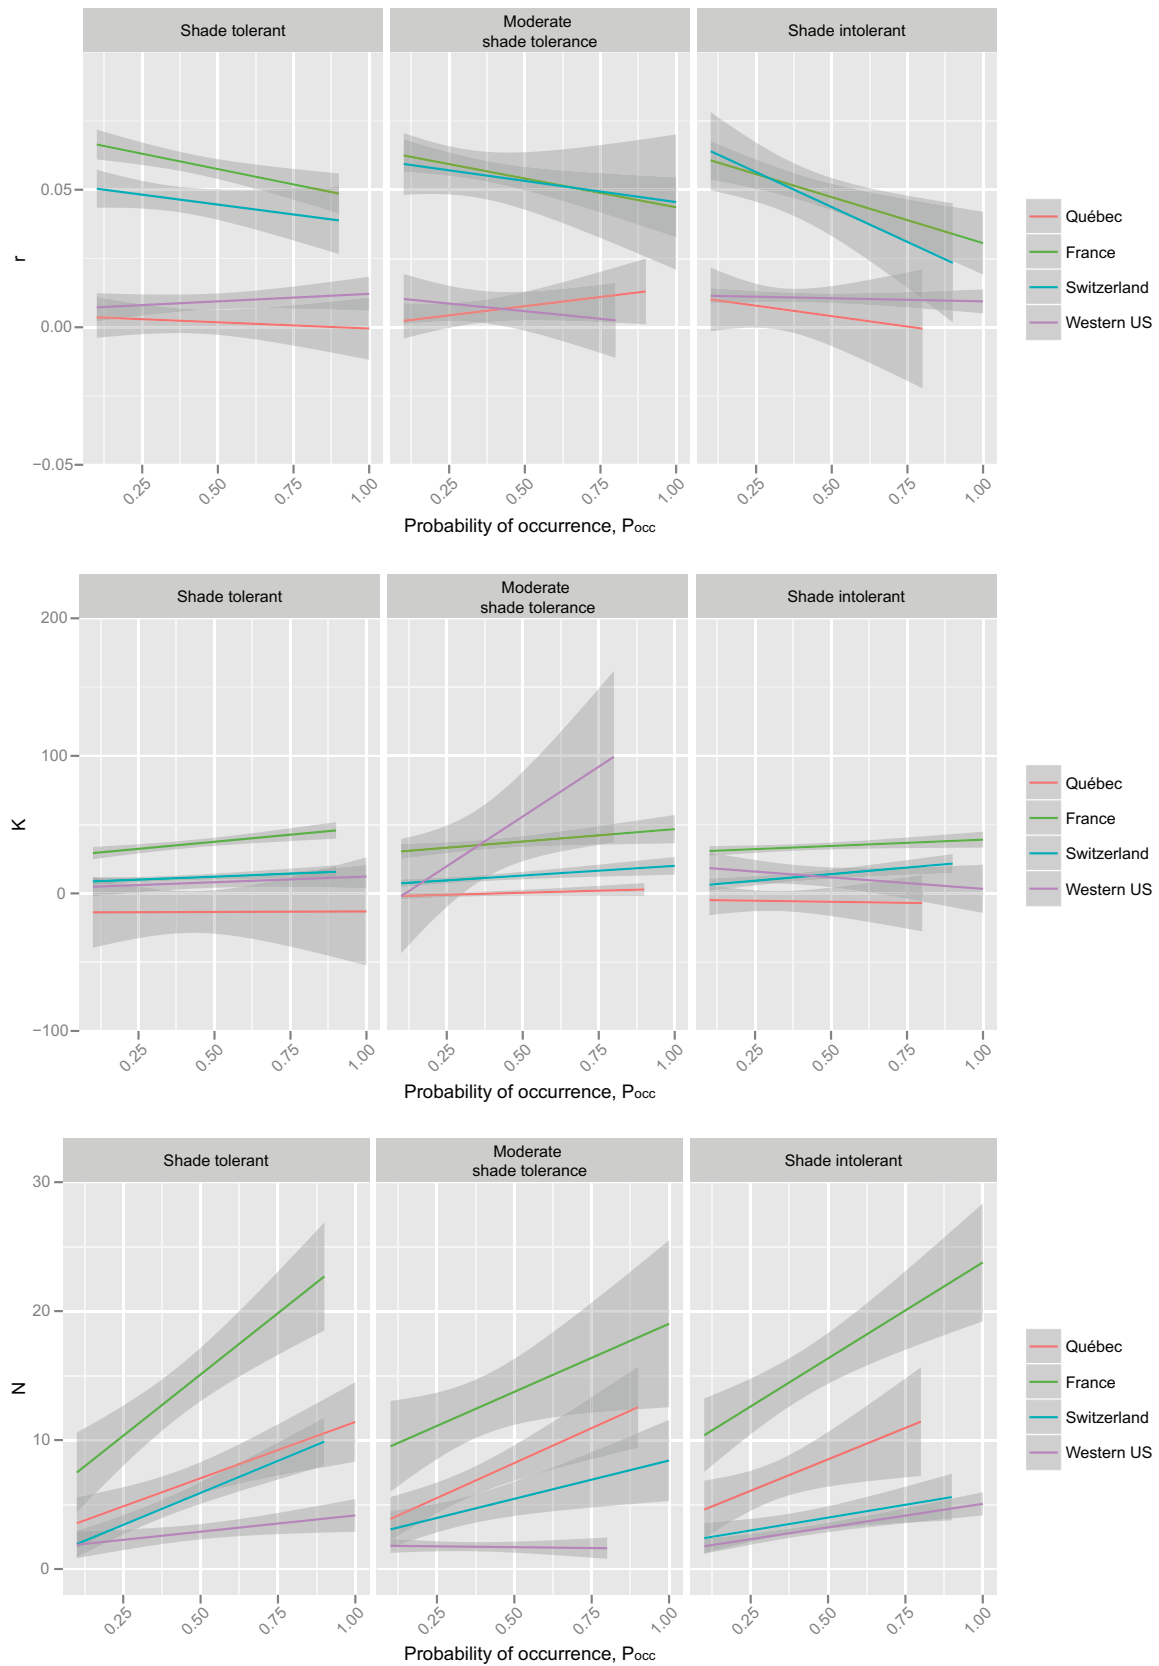 Shade tolerant
Moderate
shade tolerance
Shade intolerant
r
0.05
0.00
−0.05
0.25 0.50 0.75 1.00
0.25 0.50 0.75 1.00
0.25 0.50 0.75 1.00
Probability of occurrence, Pocc
Québec
France
Switzerland
Western US
Shade tolerant
Moderate
shade tolerance
Shade intolerant
K
200
100
0
−100
0.25 0.50 0.75 1.00
0.25 0.50 0.75 1.00
0.25 0.50 0.75 1.00
Probability of occurrence, Pocc
Québec
France
Switzerland
Western US
Shade tolerant
Moderate
shade tolerance
Shade intolerant
N
30
20
10
0
0.25 0.50 0.75 1.00
0.25 0.50 0.75 1.00
0.25 0.50 0.75 1.00
Probability of occurrence, Pocc
Québec
France
Switzerland
Western US